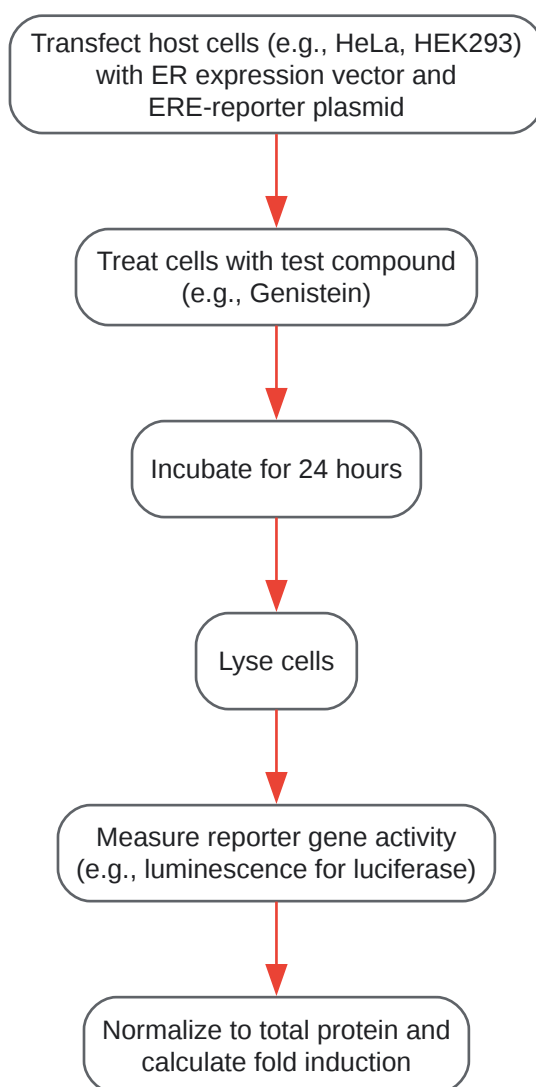 Transfect host cells (e.g., HeLa, HEK293)
with ER expression vector and
ERE-reporter plasmid
Treat cells with test compound
(e.g., Genistein)
Incubate for 24 hours
Lyse cells
Measure reporter gene activity
(e.g., luminescence for luciferase)
Normalize to total protein and
calculate fold induction